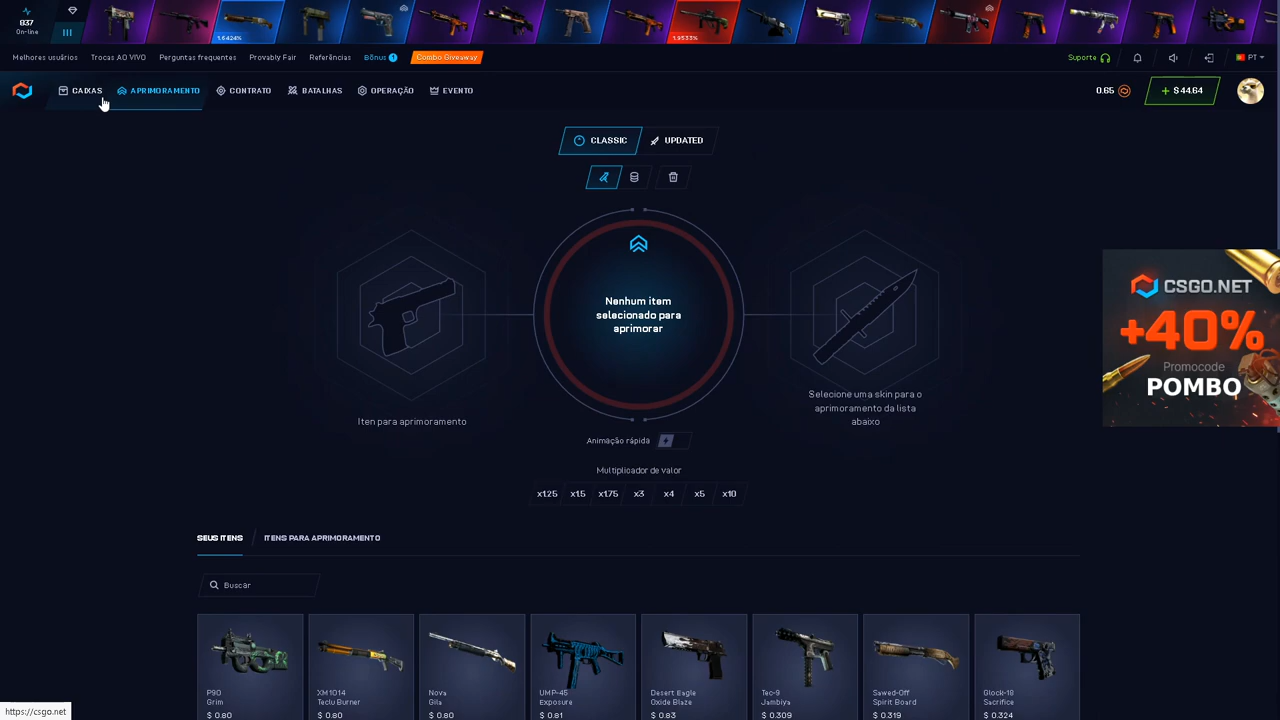 837
On-line
1.6424%
1.9533%
Melhores usuários
Trocas AO VIVO
Perguntas frequentes
Provably Fair
Referências
Bônus
Combo Giveaway
Suporte
PT
CAIXAS
APRIMORAMENTO
CONTRATO
BATALHAS
OPERAÇÃO
EVENTO
0.65
+ $ 44.64
CLASSIC
UPDATED
Nenhum item
selecionado para
aprimorar
Iten para aprimoramento
Selecione uma skin para o
aprimoramento da lista
abaixo
CSGO.NET
+40%
Promocode
POMBO
Animação rápida
Multiplicador de valor
x1.25
x1.5
x1.75
x3
x4
x5
x10
SEUS ITENS
ITENS PARA APRIMORAMENTO
Buscar
P90
Grim
$ 0.80
XM1014
Teclu Burner
$ 0.80
Nova
Gila
$ 0.80
UMP-45
Exposure
$ 0.81
Desert Eagle
Oxide Blaze
$ 0.83
Tec-9
Jambiya
$ 0.309
Sawed-Off
Spirit Board
$ 0.319
Glock-18
Sacrifice
$ 0.324
https://csgo.net